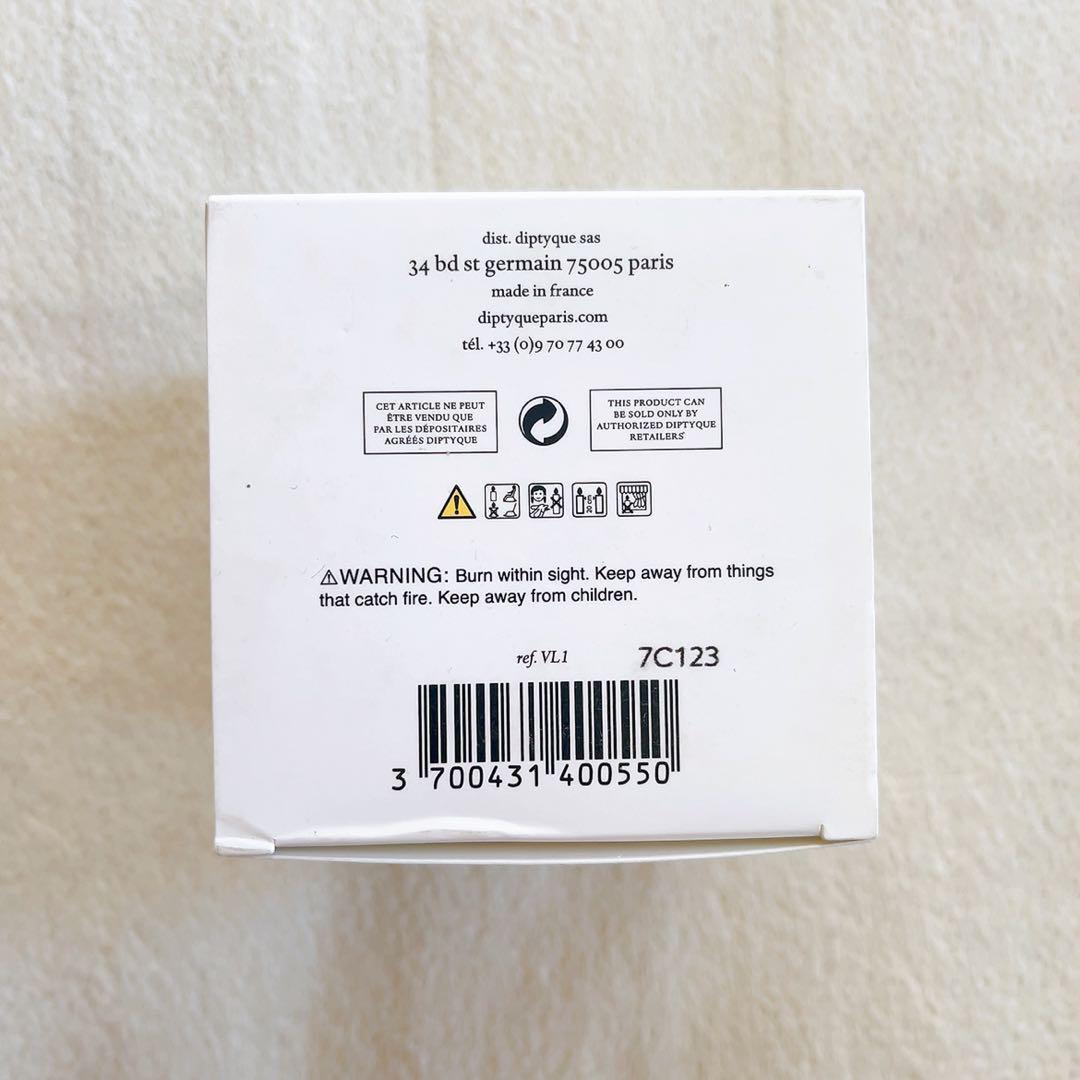 dist. diptyque sas
34 bd st germain 75005 paris
made in france
diptyqueparis.com
tél. +33 (0)9 70 77 43 00
CET ARTICLE NE PEUT
ÊTRE VENDU QUE
PAR LES DÉPOSITAIRES
AGRÉÉS DIPTYQUE
THIS PRODUCT CAN
BE SOLD ONLY BY
AUTHORIZED DIPTYQUE
RETAILERS
⚠WARNING: Burn within sight. Keep away from things
that catch fire. Keep away from children.
ref. VL1 7C123
3 700431 400550